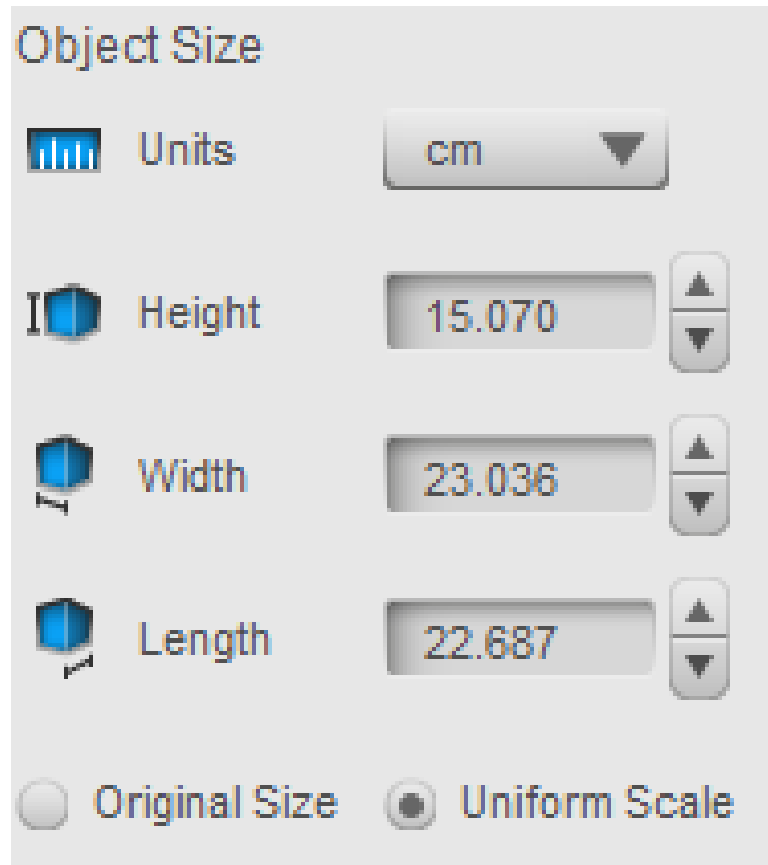 Object Size
Units cm
Height 15.070
Width 23.036
Length 22.687
Original Size Uniform Scale